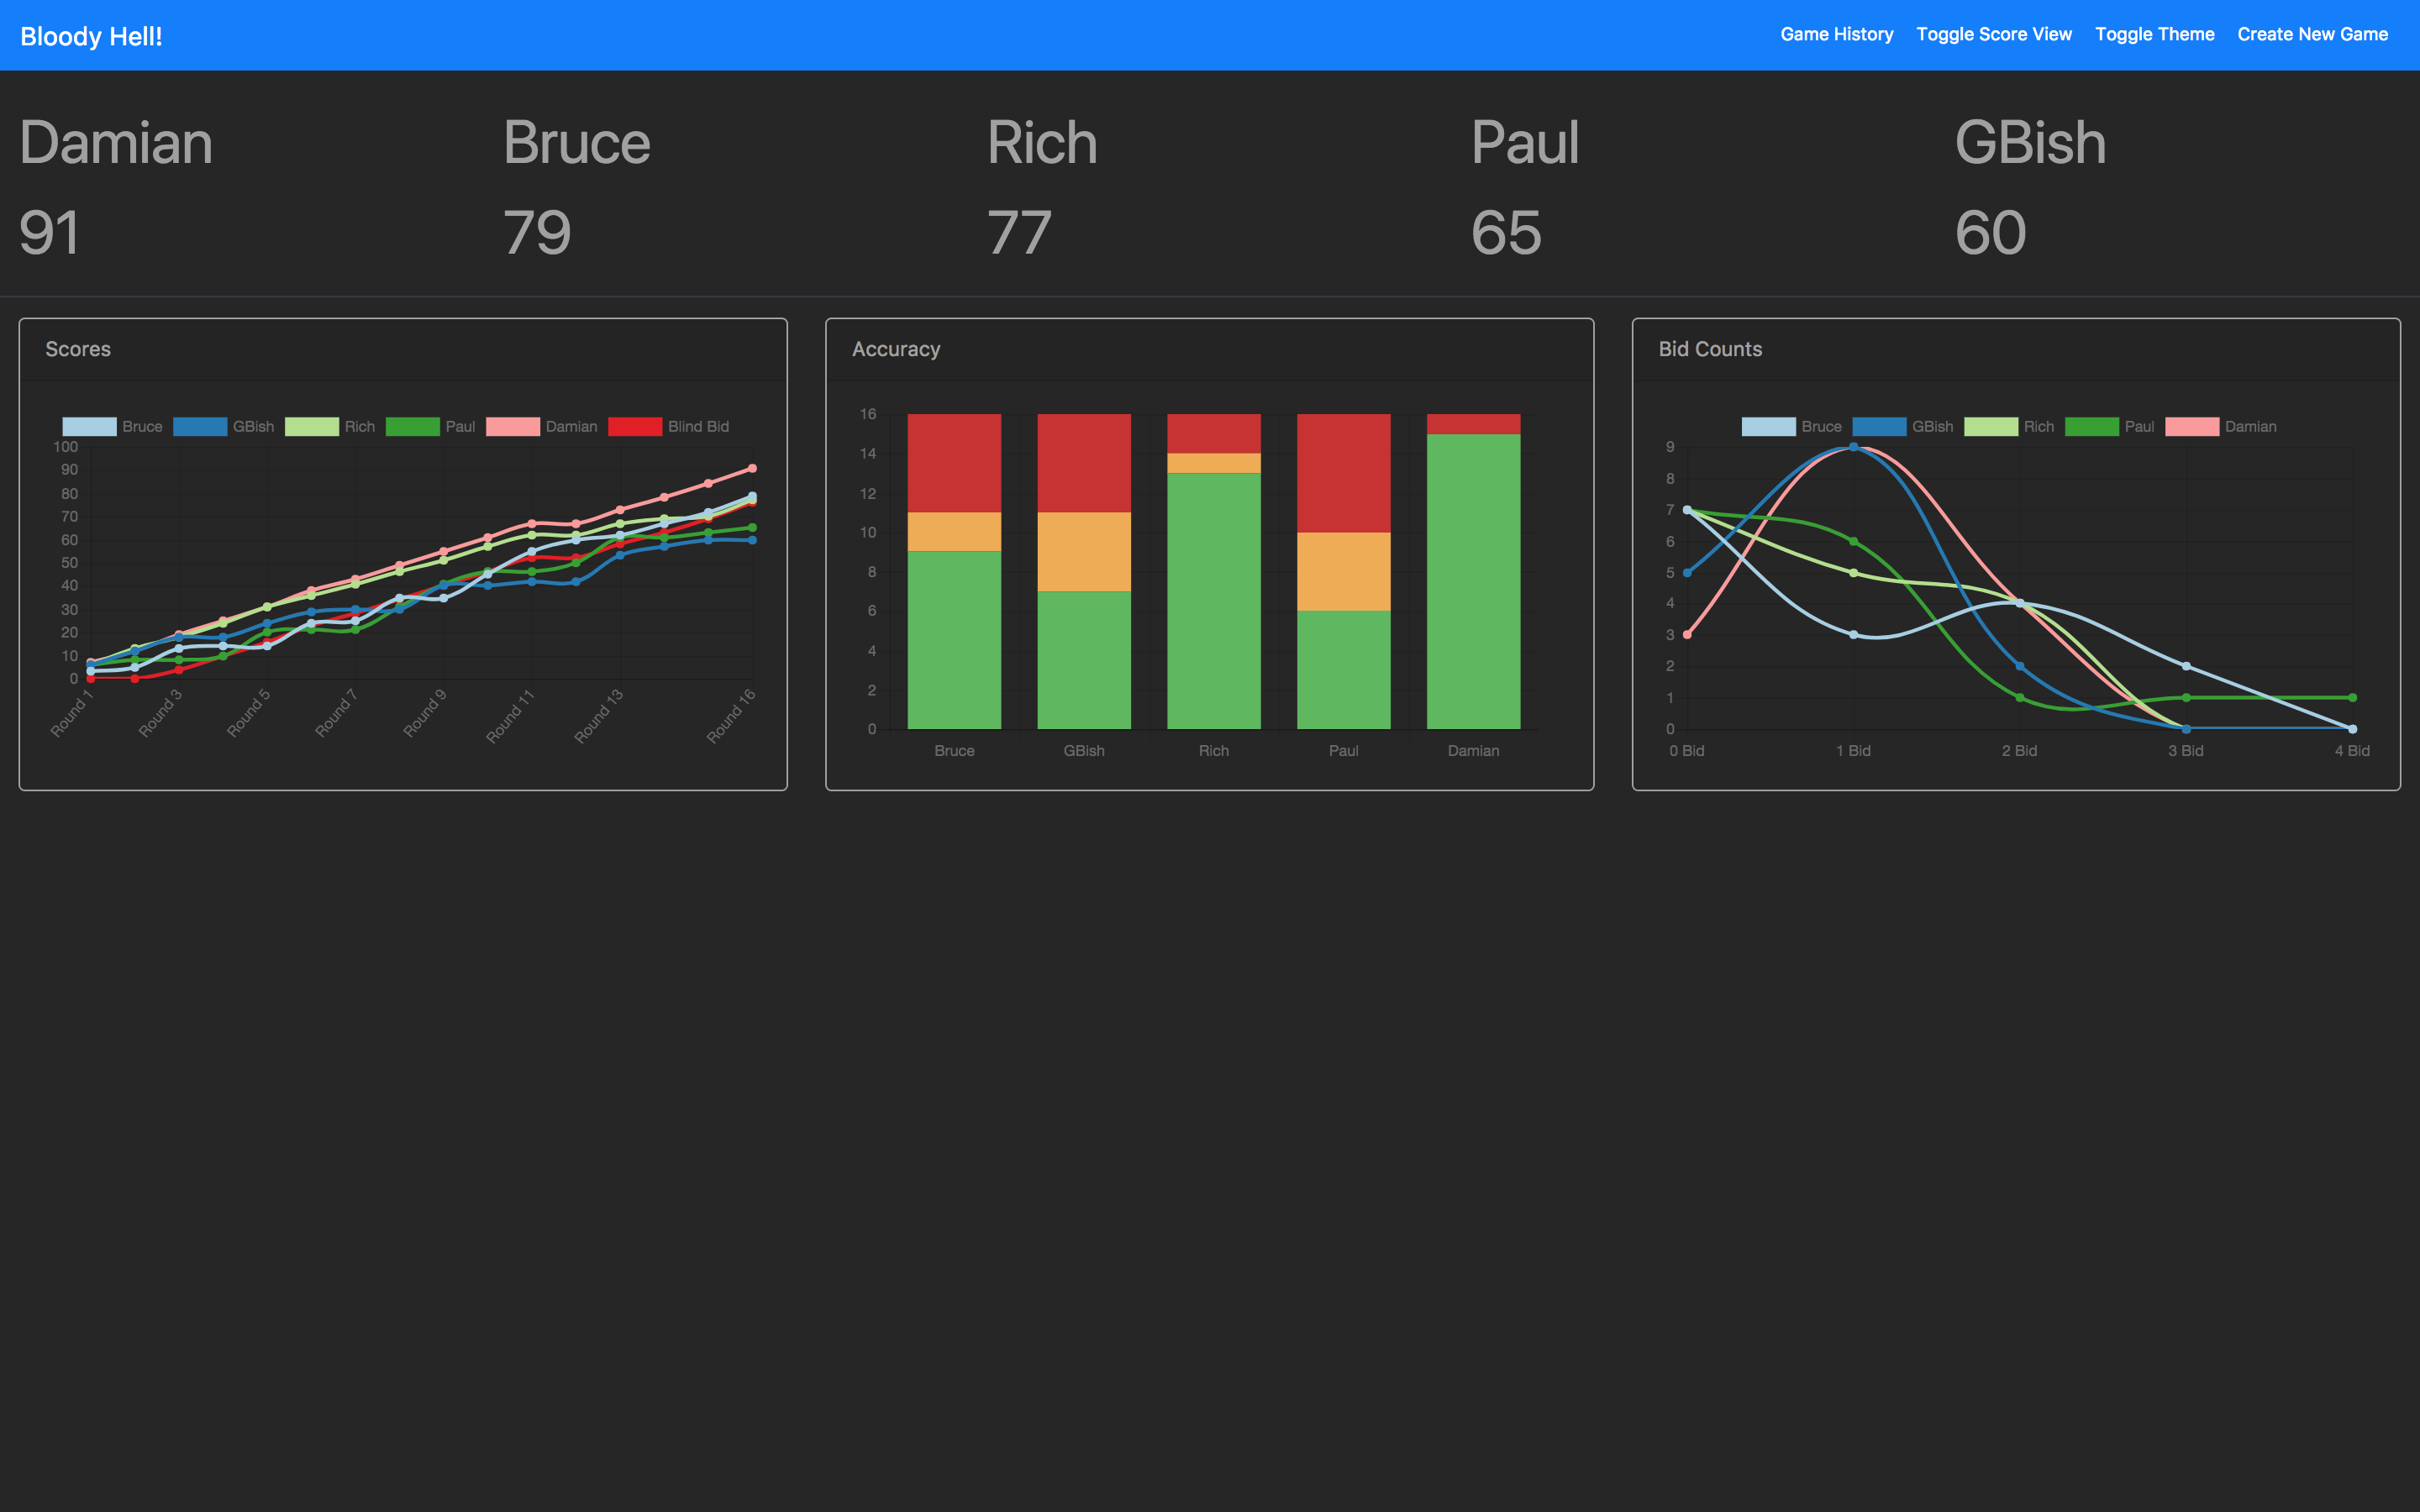 Bloody Hell!
Game History Toggle Score View Toggle Theme Create New Game
Damian Bruce Rich Paul GBish
91 79 77 65 60
Scores
Bruce GBish Rich Paul Damian Blind Bid
100
90
80
70
60
50
40
30
20
10
0
Round 1 Round 3 Round 5 Round 7 Round 9 Round 11 Round 13 Round 16
Accuracy
16
14
12
10
8
6
4
2
0
Bruce GBish Rich Paul Damian
Bid Counts
Bruce GBish Rich Paul Damian
9
8
7
6
5
4
3
2
1
0
0 Bid 1 Bid 2 Bid 3 Bid 4 Bid